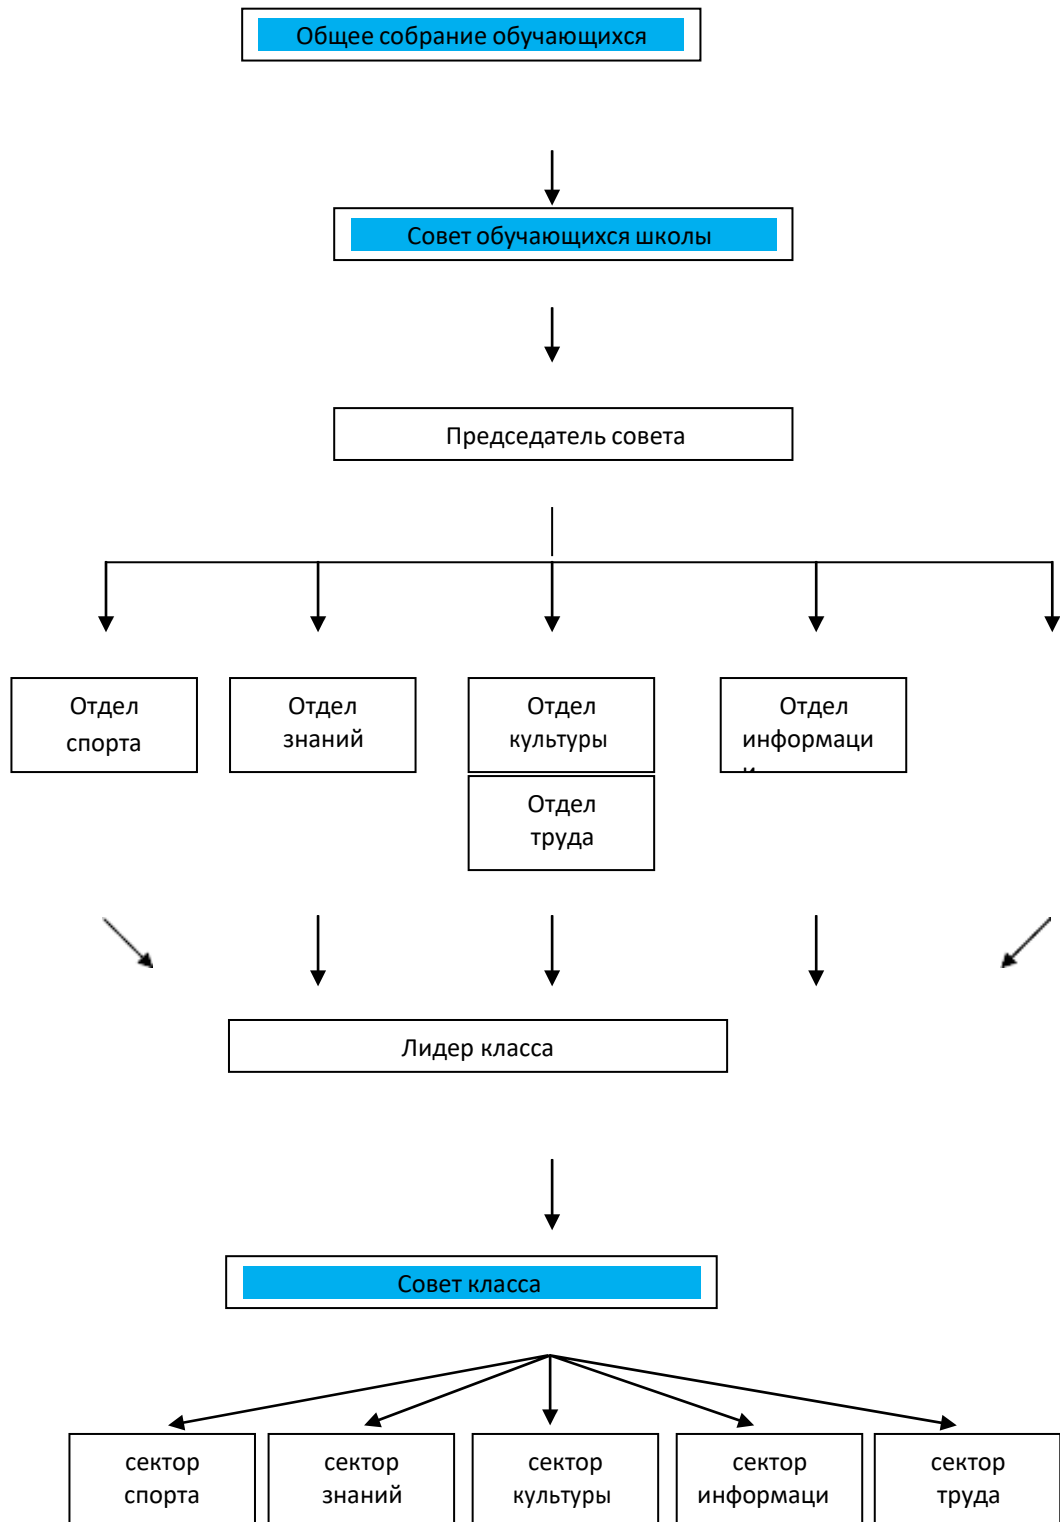 Общее собрание обучающихся
Совет обучающихся школы
Председатель совета
Отдел
спорта
Отдел
знаний
Отдел
культуры
Отдел
информаци
и
Отдел
труда
Лидер класса
Совет класса
сектор
спорта
сектор
знаний
сектор
культуры
сектор
информаци
сектор
труда